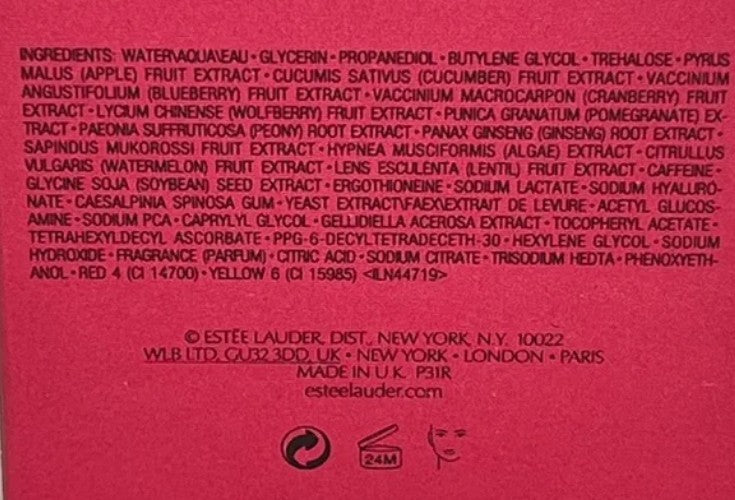 INGREDIENTS: WATER\AQUA\EAU • GLYCERIN • PROPANEDIOL • BUTYLENE GLYCOL • TREHALOSE • PYRUS
MALUS (APPLE) FRUIT EXTRACT • CUCUMIS SATIVUS (CUCUMBER) FRUIT EXTRACT • VACCINIUM
ANGUSTIFOLIUM (BLUEBERRY) FRUIT EXTRACT • VACCINIUM MACROCARPON (CRANBERRY) FRUIT
EXTRACT • LYCIUM CHINENSE (WOLFBERRY) FRUIT EXTRACT • PUNICA GRANATUM (POMEGRANATE) EX-
TRACT • PAEONIA SUFFRUTICOSA (PEONY) ROOT EXTRACT • PANAX GINSENG (GINSENG) ROOT EXTRACT •
SAPINDUS MUKOROSSI FRUIT EXTRACT • HYPNEA MUSCIFORMIS (ALGAE) EXTRACT • CITRULLUS
VULGARIS (WATERMELON) FRUIT EXTRACT • LENS ESCULENTA (LENTIL) FRUIT EXTRACT • CAFFEINE •
GLYCINE SOJA (SOYBEAN) SEED EXTRACT • ERGOTHIONEINE • SODIUM LACTATE • SODIUM HYALURO-
NATE • CAESALPINIA SPINOSA GUM • YEAST EXTRACT\FAEX\EXTRAIT DE LEVURE • ACETYL GLUCOS-
AMINE • SODIUM PCA • CAPRYLYL GLYCOL • GELLIDIELLA ACEROSA EXTRACT • TOCOPHERYL ACETATE •
TETRAHEXYLDECYL ASCORBATE • PPG-6-DECYLTETRADECETH-30 • HEXYLENE GLYCOL • SODIUM
HYDROXIDE • FRAGRANCE (PARFUM) • CITRIC ACID • SODIUM CITRATE • TRISODIUM HEDTA • PHENOXYETH-
ANOL • RED 4 (CI 14700) • YELLOW 6 (CI 15985) <ILN44719>
© ESTĒE LAUDER, DIST., NEW YORK, N.Y. 10022
WLB LTD, GU32 3DD, UK • NEW YORK • LONDON • PARIS
MADE IN U.K. P31R
esteelauder.com
24M